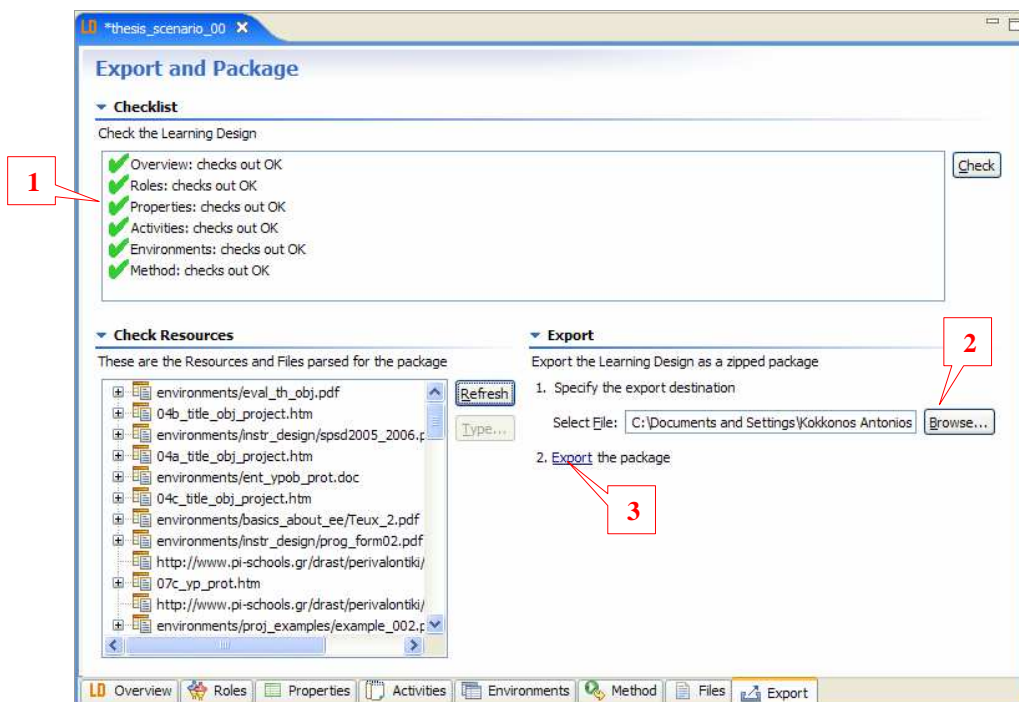 LD *thesis_scenario_00
Export and Package
Checklist
Check the Learning Design
Overview: checks out OK
Roles: checks out OK
Properties: checks out OK
Activities: checks out OK
Environments: checks out OK
Method: checks out OK
Check
1
Check Resources
These are the Resources and Files parsed for the package
environments/eval_th_obj.pdf
04b_title_obj_project.htm
environments/instr_design/spsd2005_2006.p
04a_title_obj_project.htm
environments/ent_ypob_prot.doc
04c_title_obj_project.htm
environments/basics_about_ee/Teux_2.pdf
environments/instr_design/prog_form02.pdf
http://www.pi-schools.gr/drast/perivalontiki/
07c_yp_prot.htm
http://www.pi-schools.gr/drast/perivalontiki/
environments/proj_examples/example_002.p
Refresh
Type...
Export
Export the Learning Design as a zipped package
1. Specify the export destination
Select File: C:\Documents and Settings\Kokkonos Antonios Browse...
2. Export the package
2
3
LD Overview Roles Properties Activities Environments Method Files Export